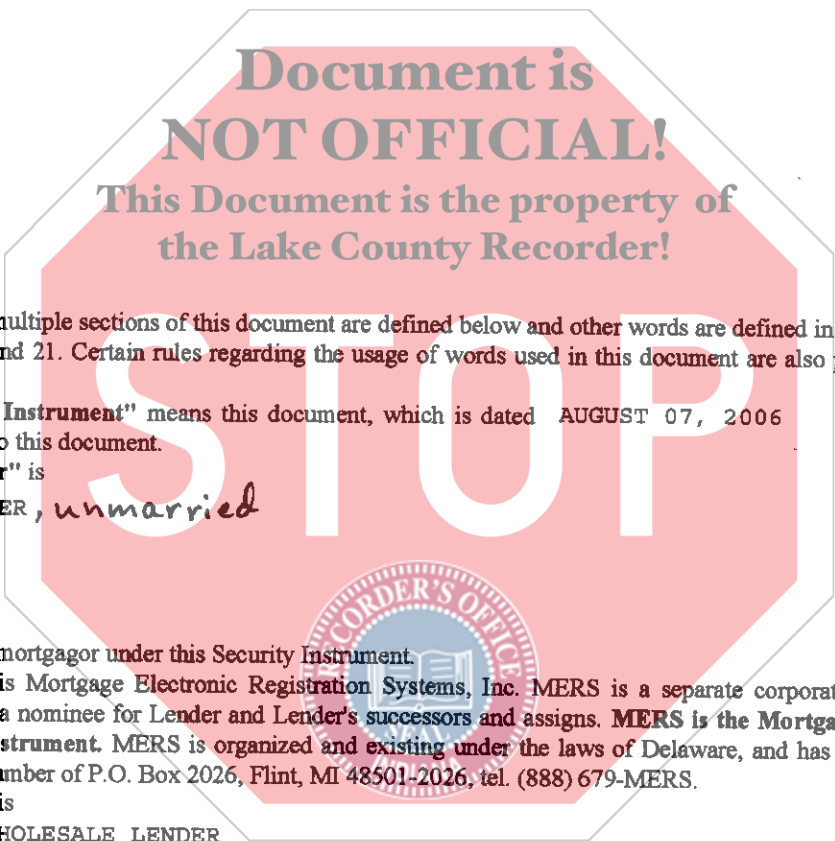 Document is
NOT OFFICIAL!
This Document is the property of
the Lake County Recorder!
STOP
multiple sections of this document are defined below and other words are defined in
nd 21. Certain rules regarding the usage of words used in this document are also
Instrument" means this document, which is dated AUGUST 07, 2006
o this document.
r" is
ER, unmarried
RECORDER'S OFFICE
SEAL
INDIANA
mortgagor under this Security Instrument.
is Mortgage Electronic Registration Systems, Inc. MERS is a separate corporat
a nominee for Lender and Lender's successors and assigns. MERS is the Mortga
strument. MERS is organized and existing under the laws of Delaware, and has
mber of P.O. Box 2026, Flint, MI 48501-2026, tel. (888) 679-MERS.
is
HOLESALE LENDER